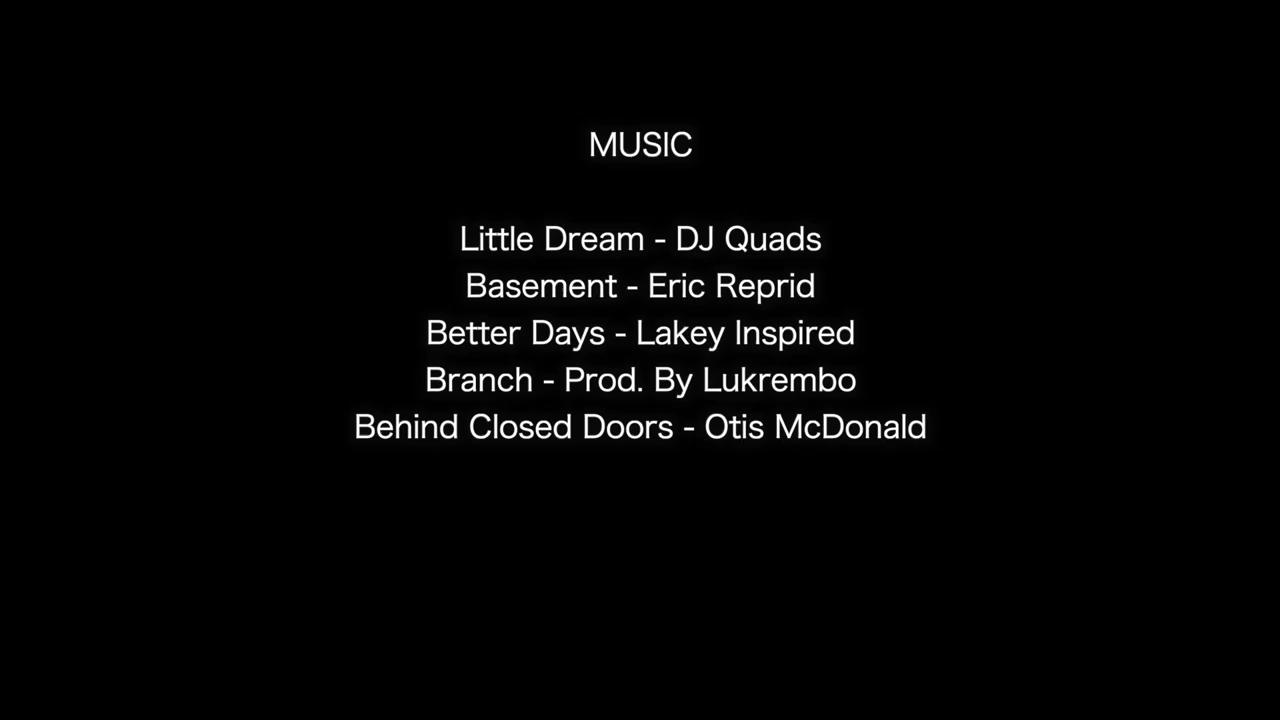 MUSIC
Little Dream - DJ Quads
Basement - Eric Reprid
Better Days - Lakey Inspired
Branch - Prod. By Lukrembo
Behind Closed Doors - Otis McDonald